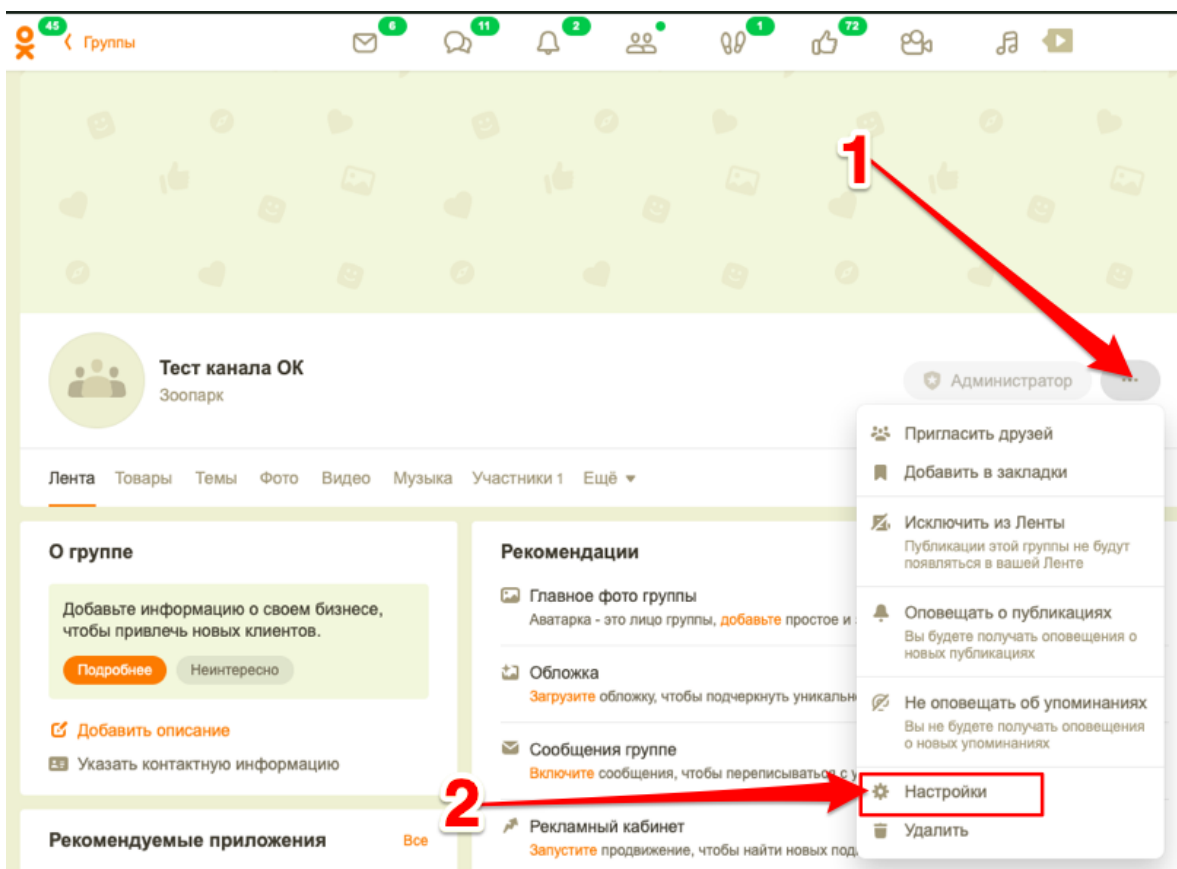 45
Группы
6
11
2
1
72
1
Тест канала ОК
Зоопарк
Администратор
...
Пригласить друзей
Добавить в закладки
Исключить из Ленты
Публикации этой группы не будут
появляться в вашей Ленте
Оповещать о публикациях
Вы будете получать оповещения о
новых публикациях
Не оповещать об упоминаниях
Вы не будете получать оповещения
о новых упоминаниях
Настройки
Удалить
Лента Товары Темы Фото Видео Музыка Участники 1 Ещё
О группе
Добавьте информацию о своем бизнесе,
чтобы привлечь новых клиентов.
Подробнее Неинтересно
Добавить описание
Указать контактную информацию
Рекомендуемые приложения Все
Рекомендации
Главное фото группы
Аватарка - это лицо группы, добавьте простое и
Обложка
Загрузите обложку, чтобы подчеркнуть
Сообщения группе
Включите сообщения, чтобы переписываться с
Рекламный кабинет
Запустите продвижение, чтобы найти новых
2